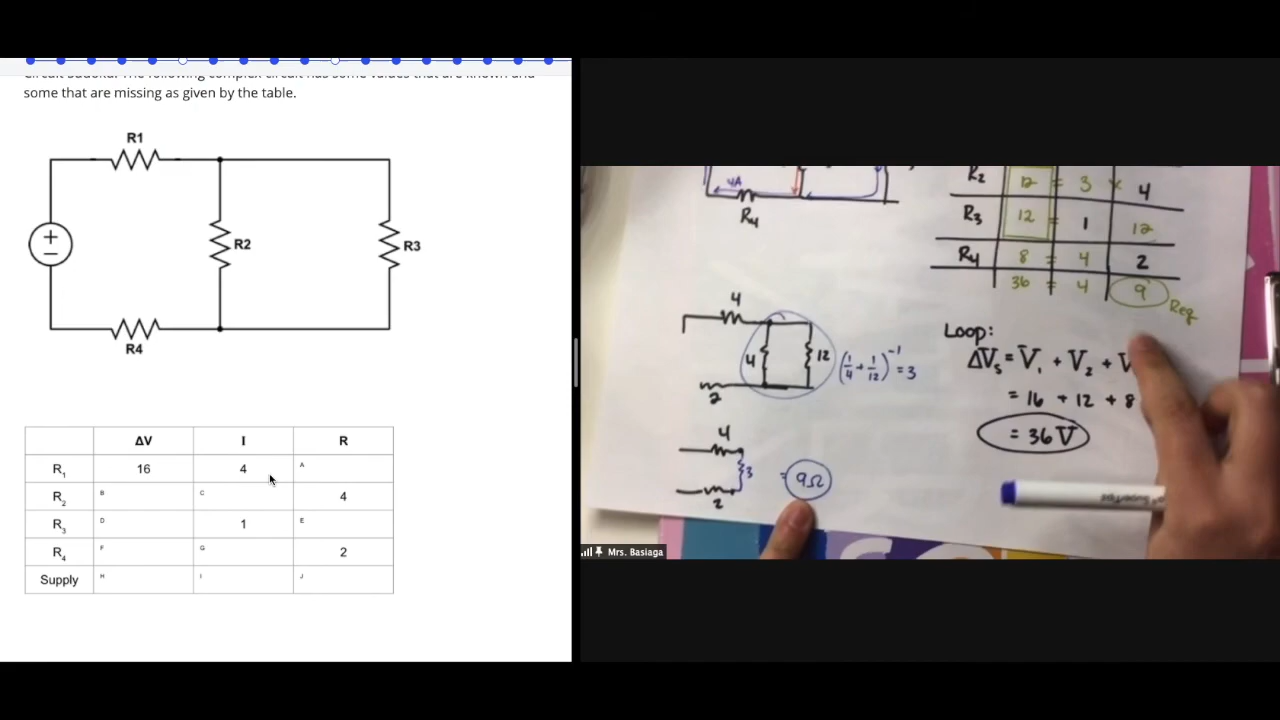 some that are missing as given by the table.
R1
R2
R3
R4
ΔV I R
R1 16 4 A
R2 B C 4
R3 D 1 E
R4 F G 2
Supply H I J
4A
R4
R2 12 = 3 × 4
R3 12 1 12
R4 8 = 4 2
36 = 4 9 Req
4
4 12 (1/4 + 1/12)^-1 = 3
2
4
3 = 9Ω
2
Loop:
ΔVs = V1 + V2 + V
= 16 + 12 + 8
= 36 V
Mrs. Basiaga